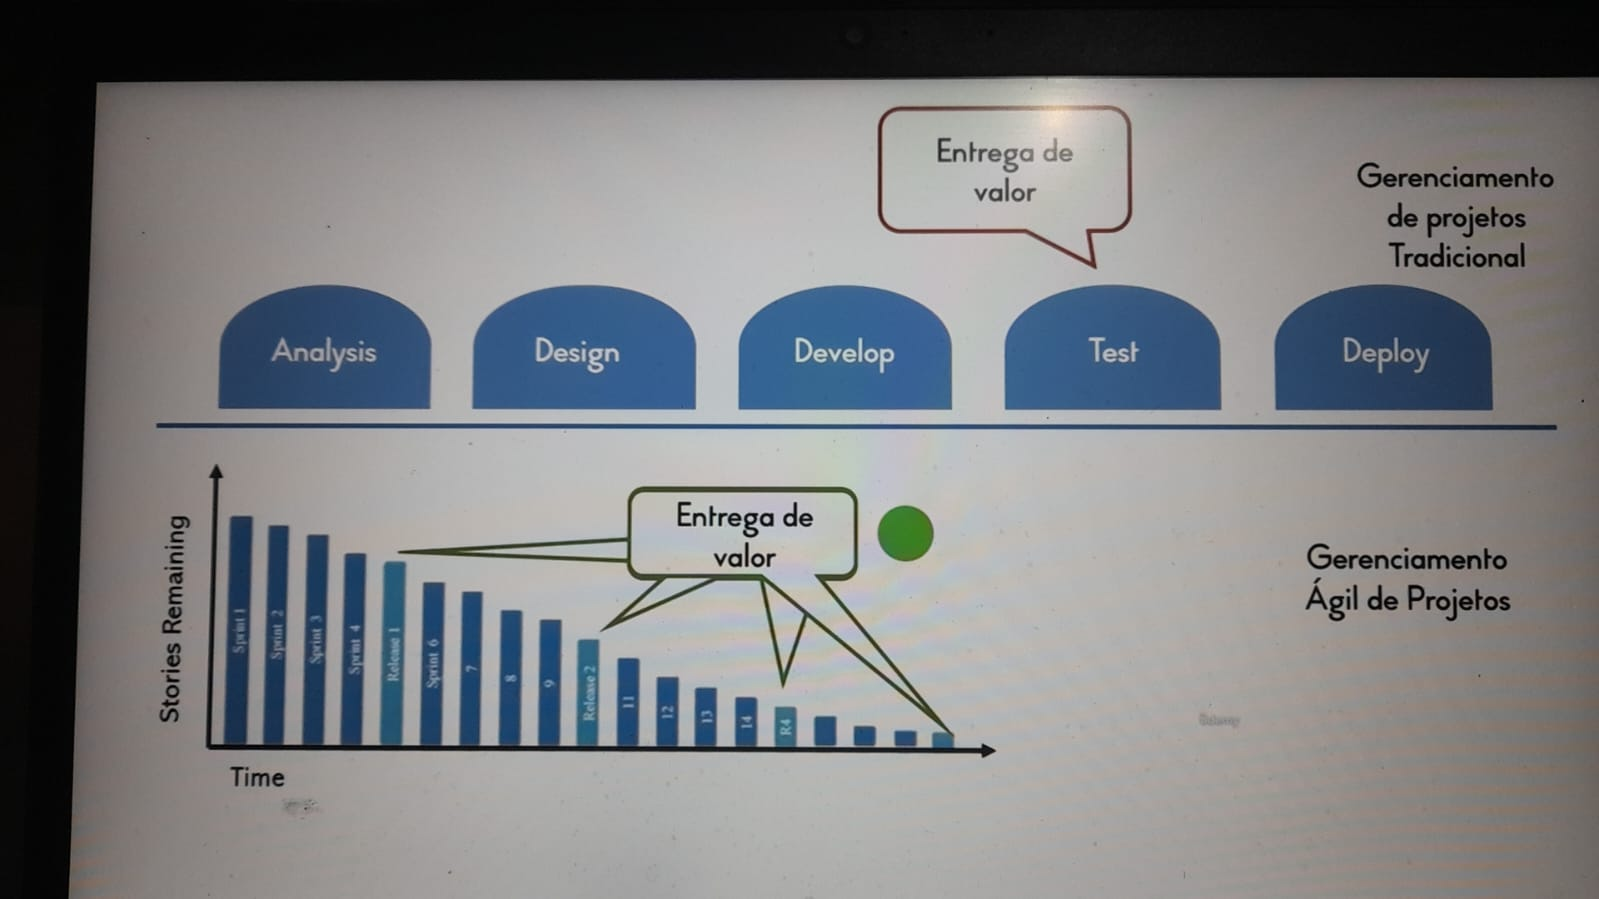 Entrega de
valor
Gerenciamento
de projetos
Tradicional
Analysis
Design
Develop
Test
Deploy
Stories Remaining
Entrega de
valor
Gerenciamento
Ágil de Projetos
Sprint 1
Sprint 2
Sprint 3
Sprint 4
Release 1
Sprint 6
7
8
9
Release 2
11
12
13
14
R4
Udemy
Time